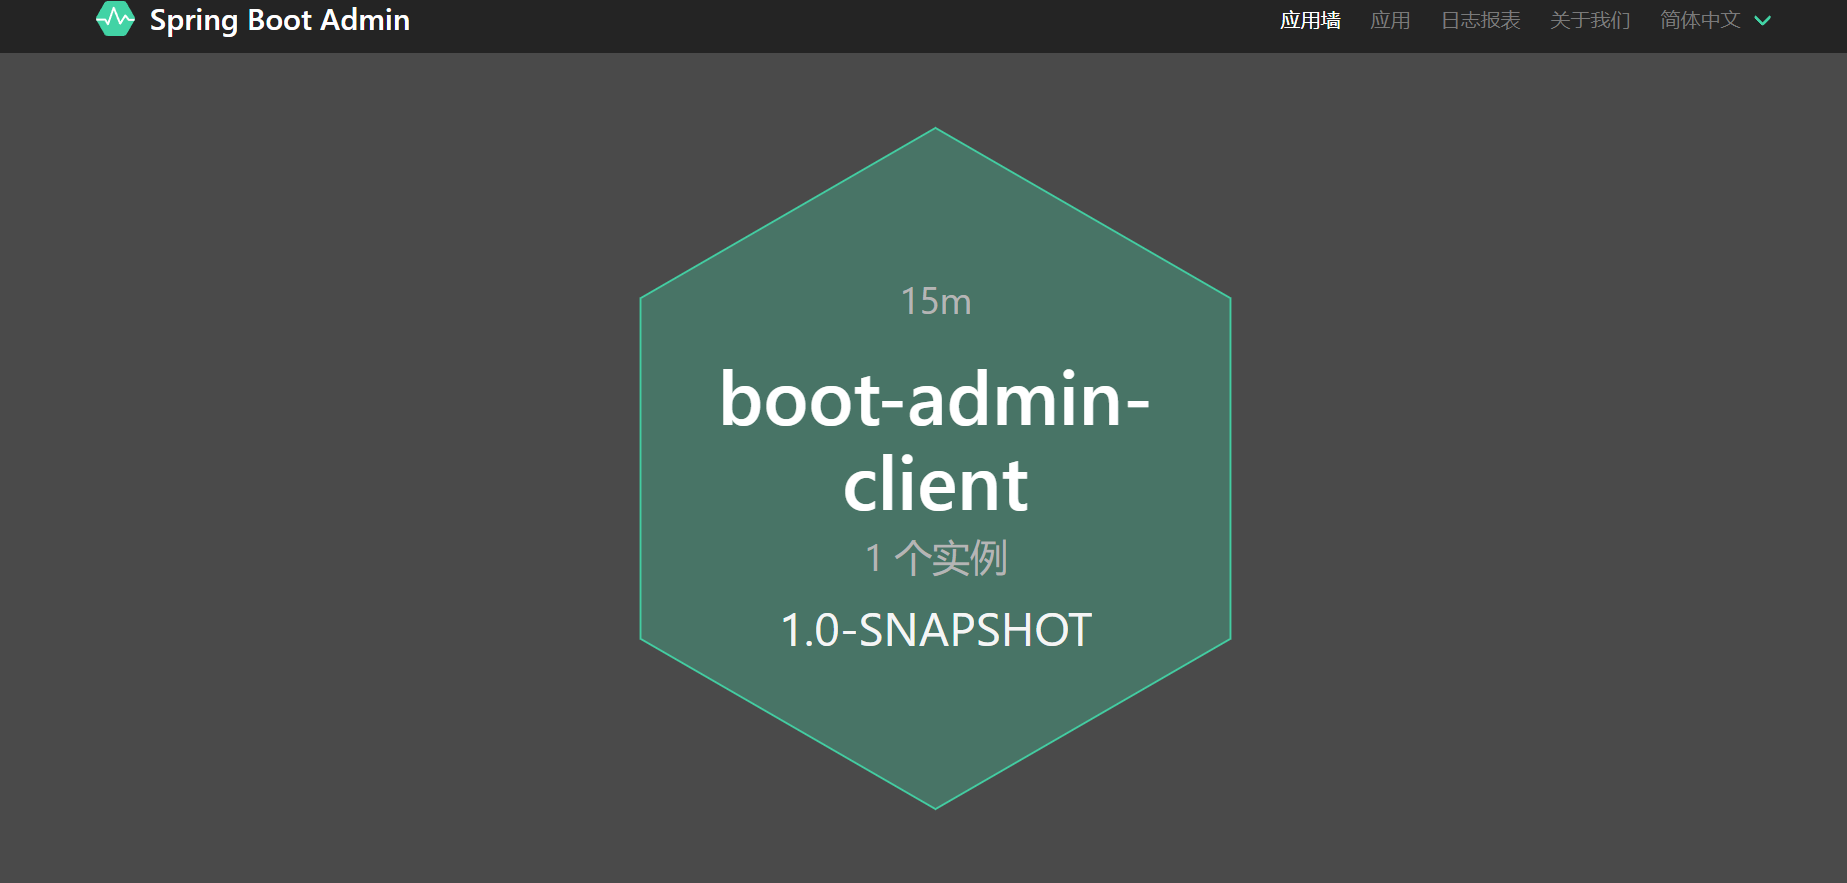 Spring Boot Admin
应用墙 应用 日志报表 关于我们 简体中文
15m
boot-admin-
client
1 个实例
1.0-SNAPSHOT